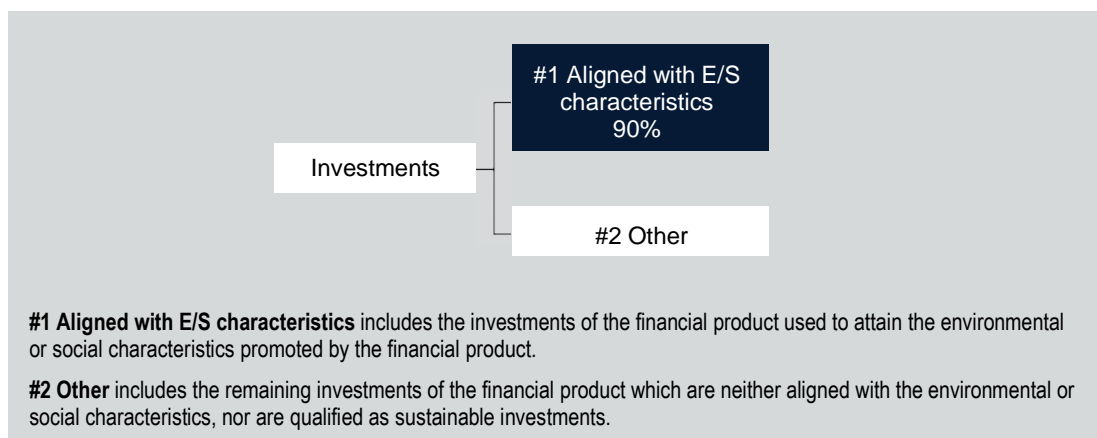 #1 Aligned with E/S
characteristics
90%
Investments
#2 Other
#1 Aligned with E/S characteristics includes the investments of the financial product used to attain the environmental
or social characteristics promoted by the financial product.
#2 Other includes the remaining investments of the financial product which are neither aligned with the environmental or
social characteristics, nor are qualified as sustainable investments.